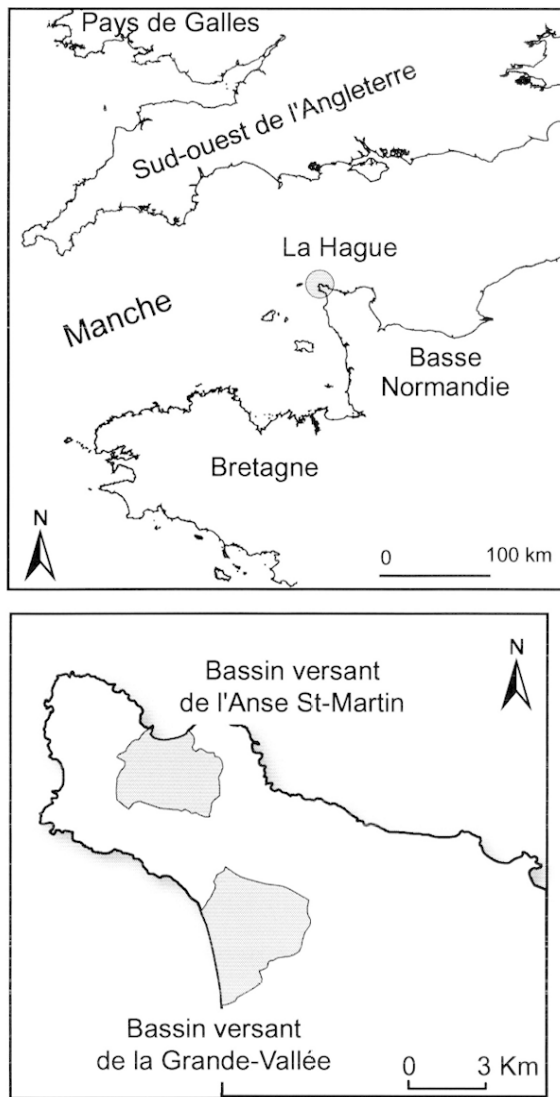 Pays de Galles
Sud-ouest de l'Angleterre
La Hague
Manche
Basse
Normandie
Bretagne
N
0 100 km
Bassin versant
de l'Anse St-Martin
N
Bassin versant
de la Grande-Vallée
0 3 Km